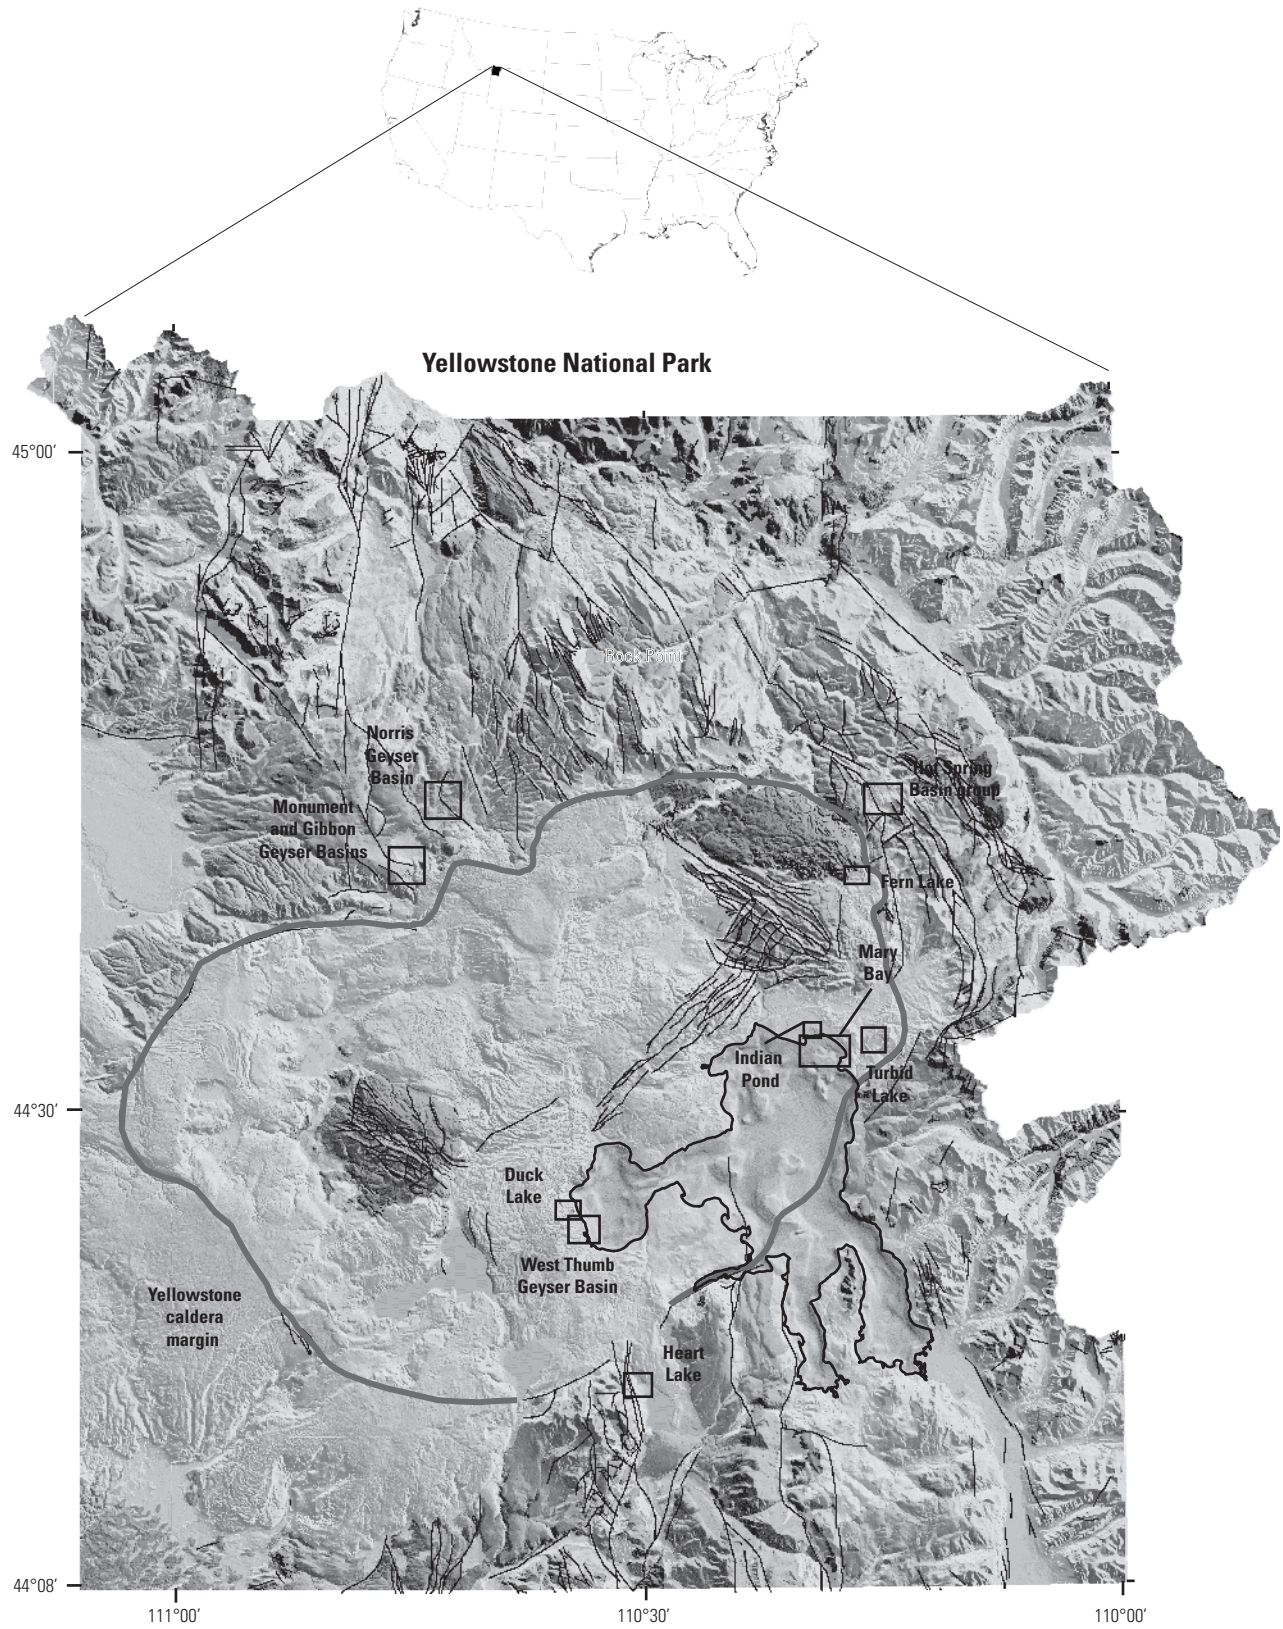 Yellowstone National Park
45°00′
Rock Point
Norris
Geyser
Basin
Hot Spring
Basin group
Monument
and Gibbon
Geyser Basins
Fern Lake
Mary
Bay
Indian
Pond
Turbid
Lake
44°30′
Duck
Lake
West Thumb
Geyser Basin
Yellowstone
caldera
margin
Heart
Lake
44°08′
111°00′
110°30′
110°00′